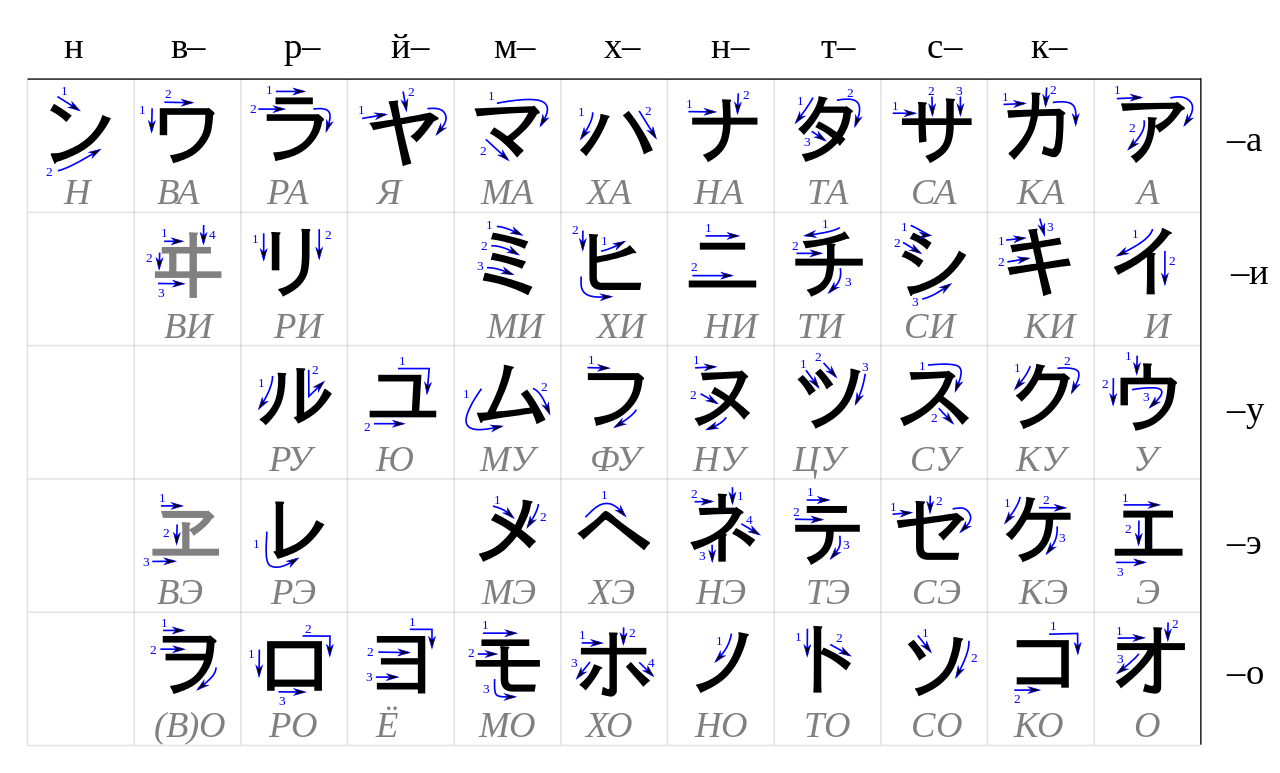 н в– р– й– м– х– н– т– с– к–
ン ワ ラ ヤ マ ハ ナ タ サ カ ア –а
Н ВА РА Я МА ХА НА ТА СА КА А
ヰ リ ミ ヒ ニ チ シ キ イ –и
ВИ РИ МИ ХИ НИ ТИ СИ КИ И
ル ユ ム フ ヌ ツ ス ク ウ –у
РУ Ю МУ ФУ НУ ЦУ СУ КУ У
ヱ レ メ ヘ ネ テ セ ケ エ –э
ВЭ РЭ МЭ ХЭ НЭ ТЭ СЭ КЭ Э
ヲ ロ ヨ モ ホ ノ ト ソ コ オ –о
(В)О РО Ё МО ХО НО ТО СО КО О